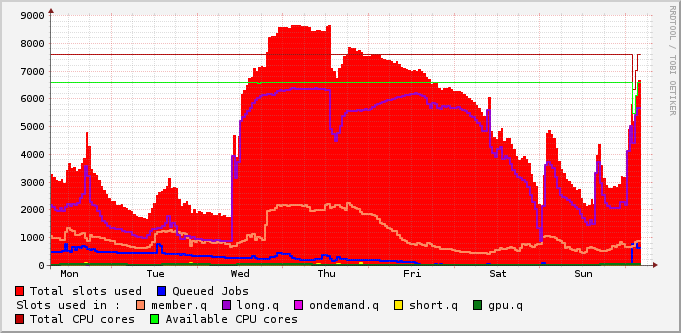 9000
8000
7000
6000
5000
4000
3000
2000
1000
0
Mon Tue Wed Thu Fri Sat Sun
Total slots used Queued Jobs
Slots used in : member.q long.q ondemand.q short.q gpu.q
Total CPU cores Available CPU cores
RRDTOOL / TOBI OETIKER